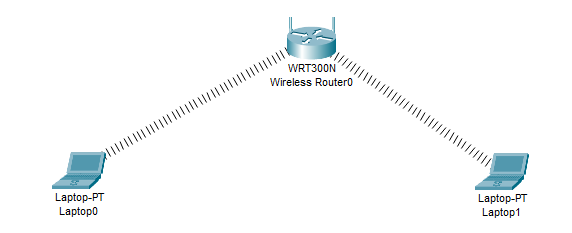 WRT300N
Wireless Router0
Laptop-PT
Laptop0
Laptop-PT
Laptop1